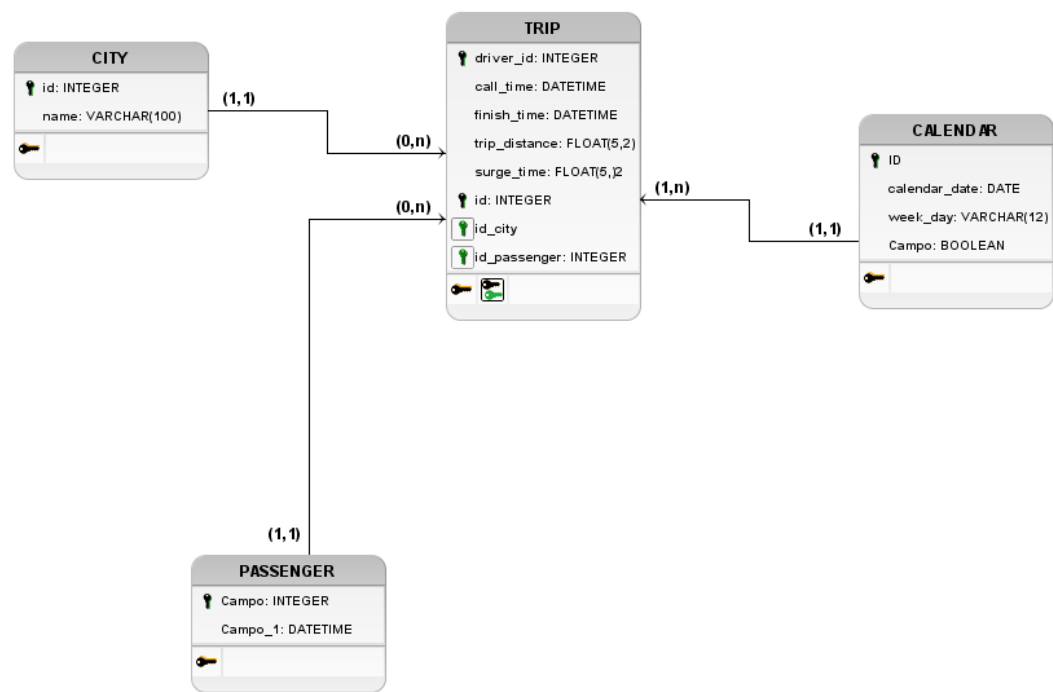 CITY
id: INTEGER
name: VARCHAR(100)
(1,1)
(0,n)
TRIP
driver_id: INTEGER
call_time: DATETIME
finish_time: DATETIME
trip_distance: FLOAT(5,2)
surge_time: FLOAT(5,)2
id: INTEGER
id_city
id_passenger: INTEGER
(0,n)
(1,n)
(1,1)
CALENDAR
ID
calendar_date: DATE
week_day: VARCHAR(12)
Campo: BOOLEAN
(1,1)
PASSENGER
Campo: INTEGER
Campo_1: DATETIME